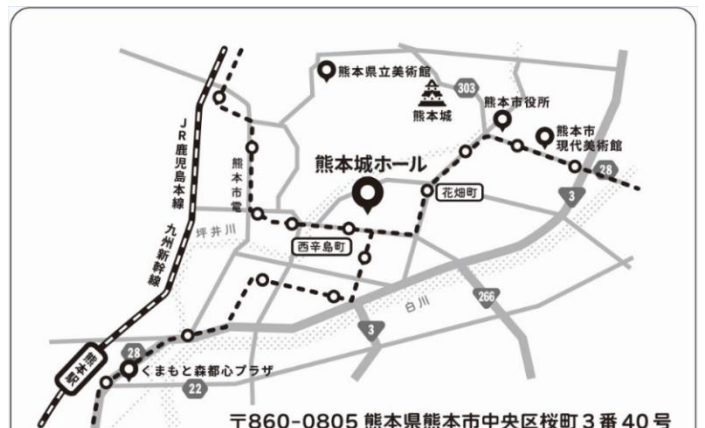 熊本県立美術館
303
熊本城
熊本市役所
熊本市
現代美術館
28
3
JR鹿児島本線
九州新幹線
熊本市電
熊本城ホール
花畑町
坪井川
西辛島町
白川
266
3
熊本駅
28
くまもと森都心プラザ
22
〒860-0805 熊本県熊本市中央区桜町3番40号